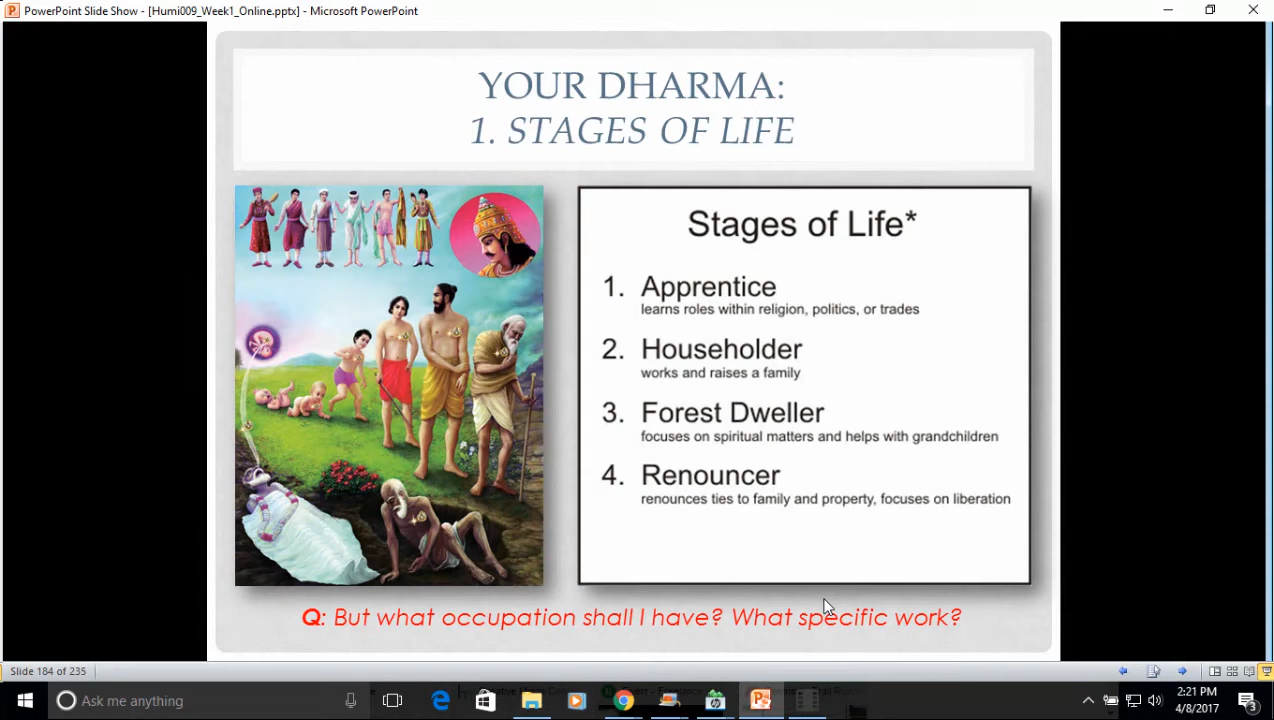 PowerPoint Slide Show - [Humi009_Week1_Online.pptx] - Microsoft PowerPoint
YOUR DHARMA:
1. STAGES OF LIFE
Stages of Life*
1. Apprentice
learns roles within religion, politics, or trades
2. Householder
works and raises a family
3. Forest Dweller
focuses on spiritual matters and helps with grandchildren
4. Renouncer
renounces ties to family and property, focuses on liberation
Q: But what occupation shall I have? What specific work?
Slide 184 of 235
Ask me anything
2:21 PM
4/8/2017
3